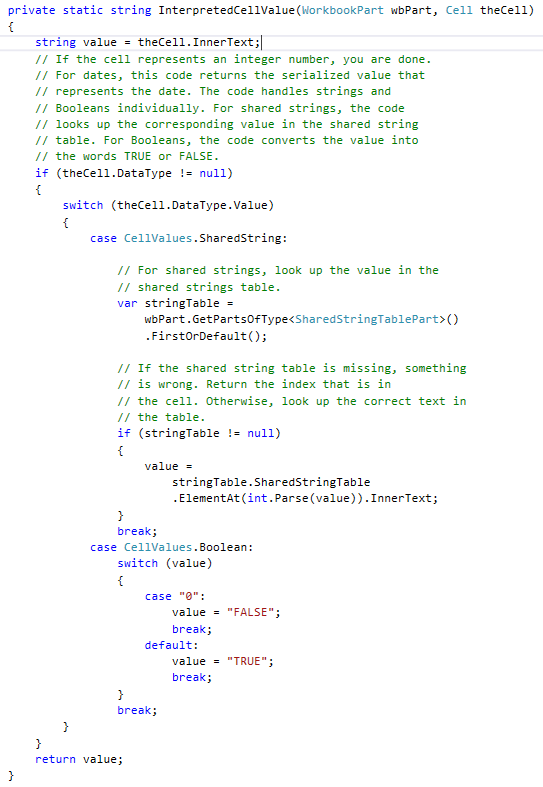 private static string InterpretedCellValue(WorkbookPart wbPart, Cell theCell)
{
    string value = theCell.InnerText;
    // If the cell represents an integer number, you are done.
    // For dates, this code returns the serialized value that
    // represents the date. The code handles strings and
    // Booleans individually. For shared strings, the code
    // looks up the corresponding value in the shared string
    // table. For Booleans, the code converts the value into
    // the words TRUE or FALSE.
    if (theCell.DataType != null)
    {
        switch (theCell.DataType.Value)
        {
            case CellValues.SharedString:

                // For shared strings, look up the value in the
                // shared strings table.
                var stringTable =
                    wbPart.GetPartsOfType<SharedStringTablePart>()
                    .FirstOrDefault();

                // If the shared string table is missing, something
                // is wrong. Return the index that is in
                // the cell. Otherwise, look up the correct text in
                // the table.
                if (stringTable != null)
                {
                    value =
                        stringTable.SharedStringTable
                        .ElementAt(int.Parse(value)).InnerText;
                }
                break;
            case CellValues.Boolean:
                switch (value)
                {
                    case "0":
                        value = "FALSE";
                        break;
                    default:
                        value = "TRUE";
                        break;
                }
                break;
        }
    }
    return value;
}